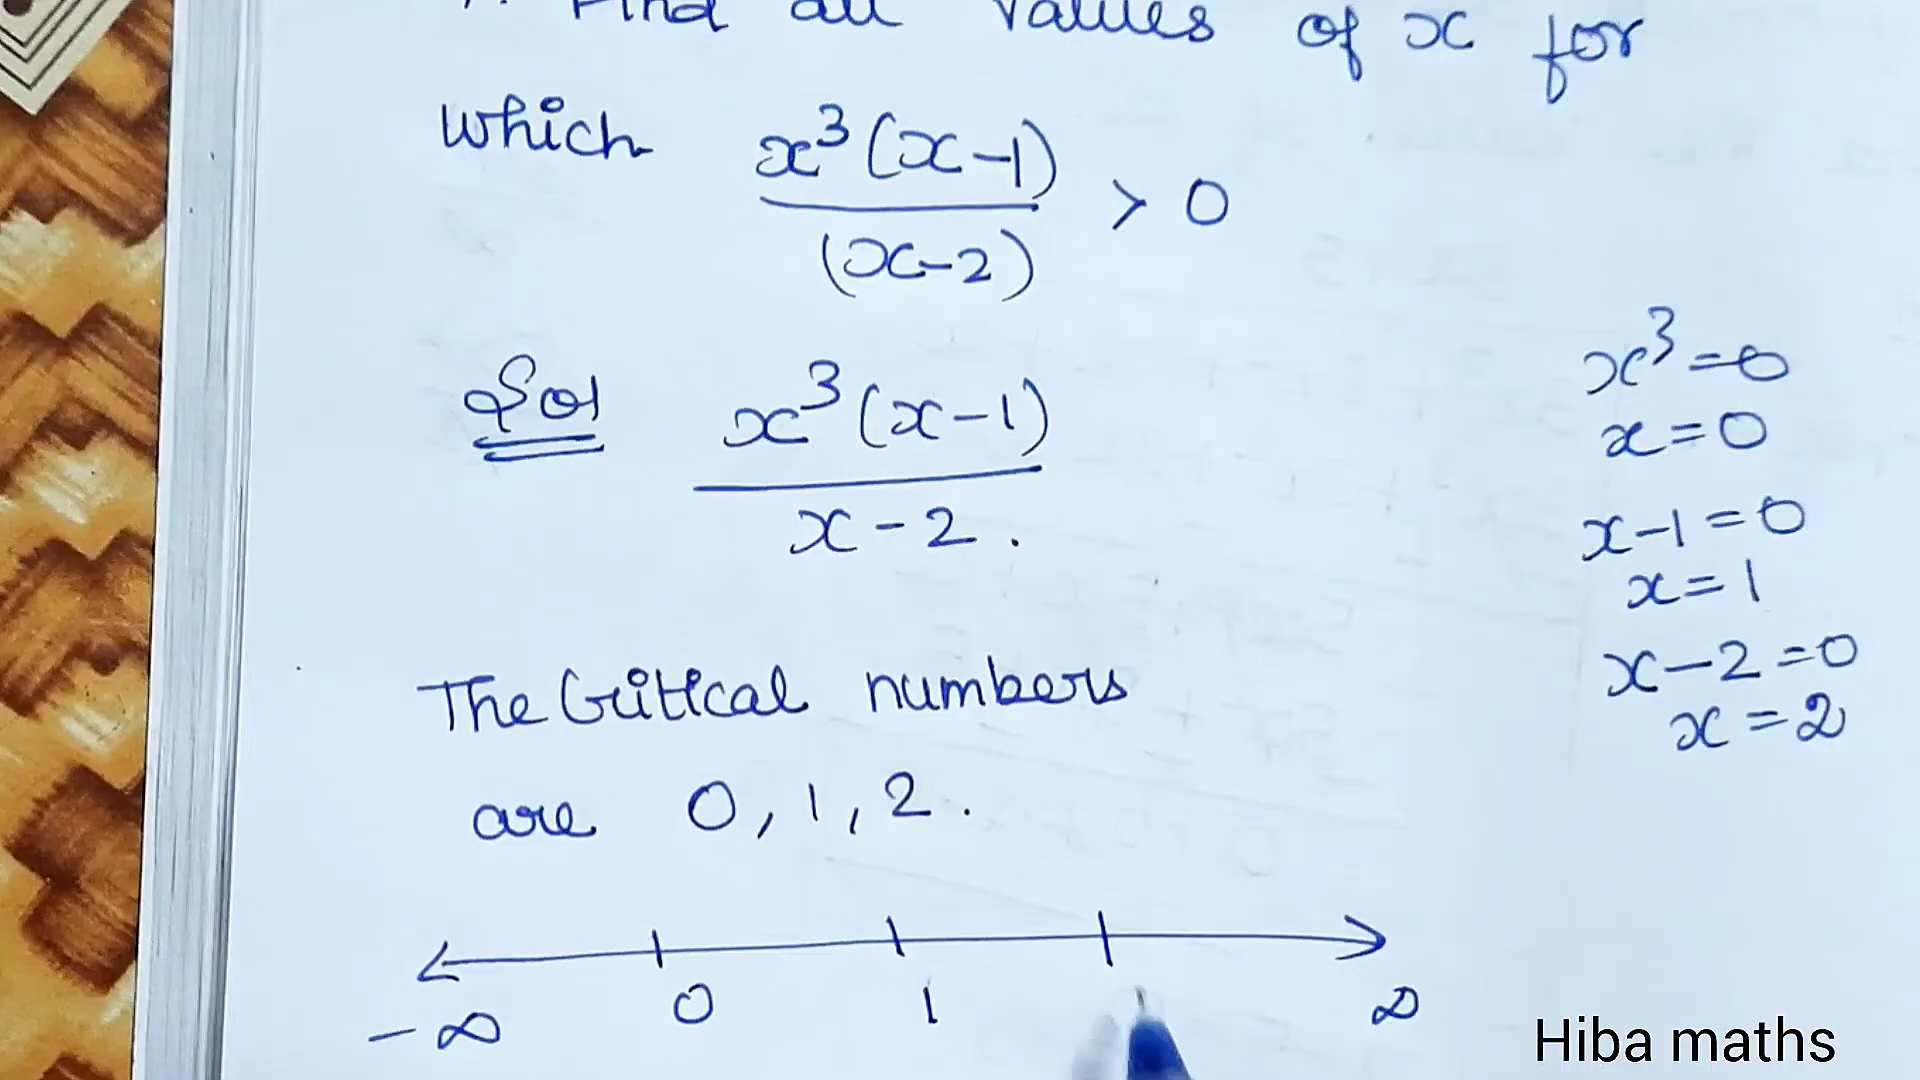 Find all values of x for
which x³(x-1)/(x-2) > 0
Sol x³(x-1)/x-2.
x³=0
x=0
x-1=0
x=1
x-2=0
x=2
The Critical numbers
are 0, 1, 2.
-∞ 0 1 ∞
Hiba maths